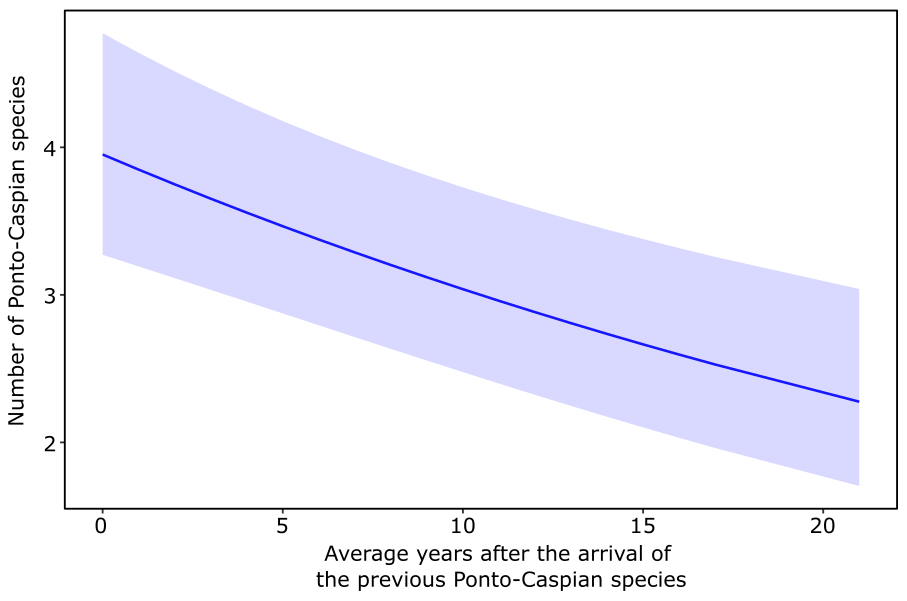 Number of Ponto-Caspian species
4
3
2
0
5
10
15
20
Average years after the arrival of
the previous Ponto-Caspian species